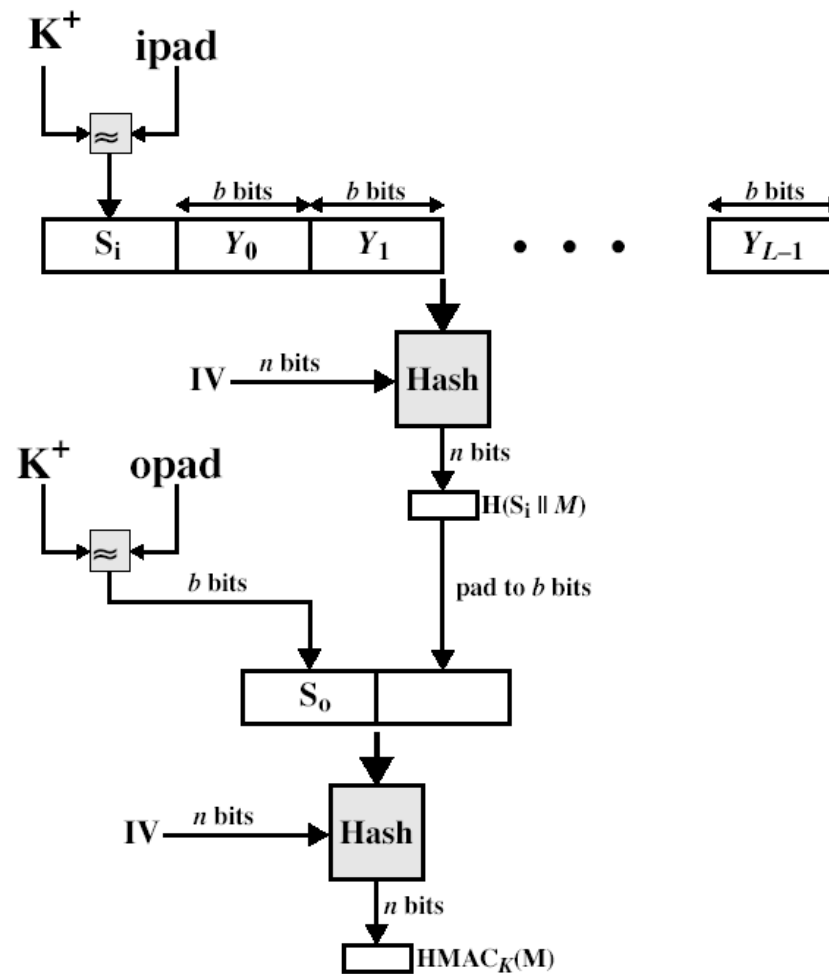 K+ ipad
≈
b bits b bits b bits
Si Y0 Y1 • • • YL–1
IV n bits Hash
n bits
K+ opad
H(Si || M)
≈
b bits pad to b bits
So
IV n bits Hash
n bits
HMACK(M)